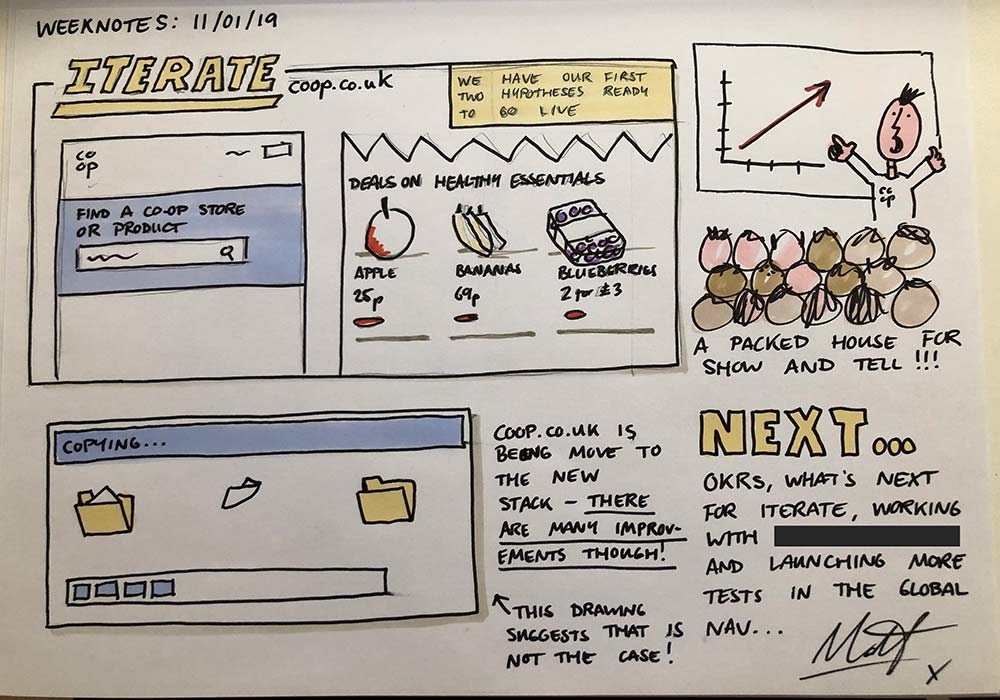 WEEKNOTES: 11/01/19
ITERATE
coop.co.uk
WE HAVE OUR FIRST
TWO HYPOTHESES READY
TO GO LIVE
CO
OP
FIND A CO-OP STORE
OR PRODUCT
DEALS ON HEALTHY ESSENTIALS
APPLE
25p
BANANAS
69p
BLUEBERRIES
2 for £3
CO
OP
A PACKED HOUSE FOR
SHOW AND TELL!!!
COPYING...
COOP.CO.UK IS
BEING MOVE TO
THE NEW
STACK – THERE
ARE MANY IMPROV-
EMENTS THOUGH!
THIS DRAWING
SUGGESTS THAT IS
NOT THE CASE!
NEXT...
OKRS, WHAT'S NEXT
FOR ITERATE, WORKING
WITH
AND LAUNCHING MORE
TESTS IN THE GLOBAL
NAV...
Matt
x